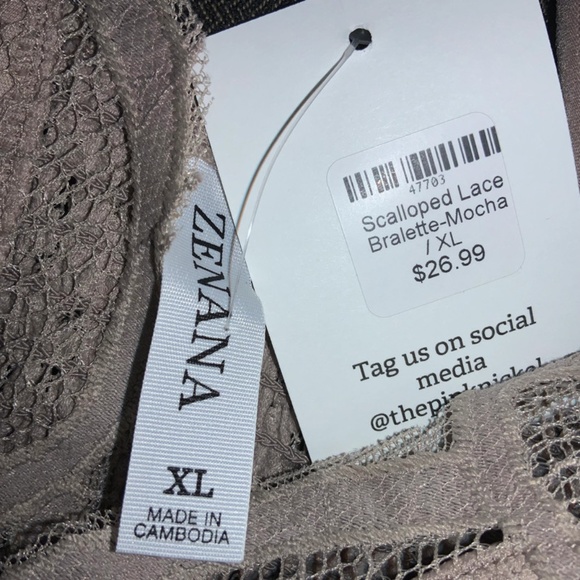 ZENANA
XL
MADE IN
CAMBODIA
47703
Scalloped Lace
Bralette-Mocha
/ XL
$26.99
Tag us on social
media